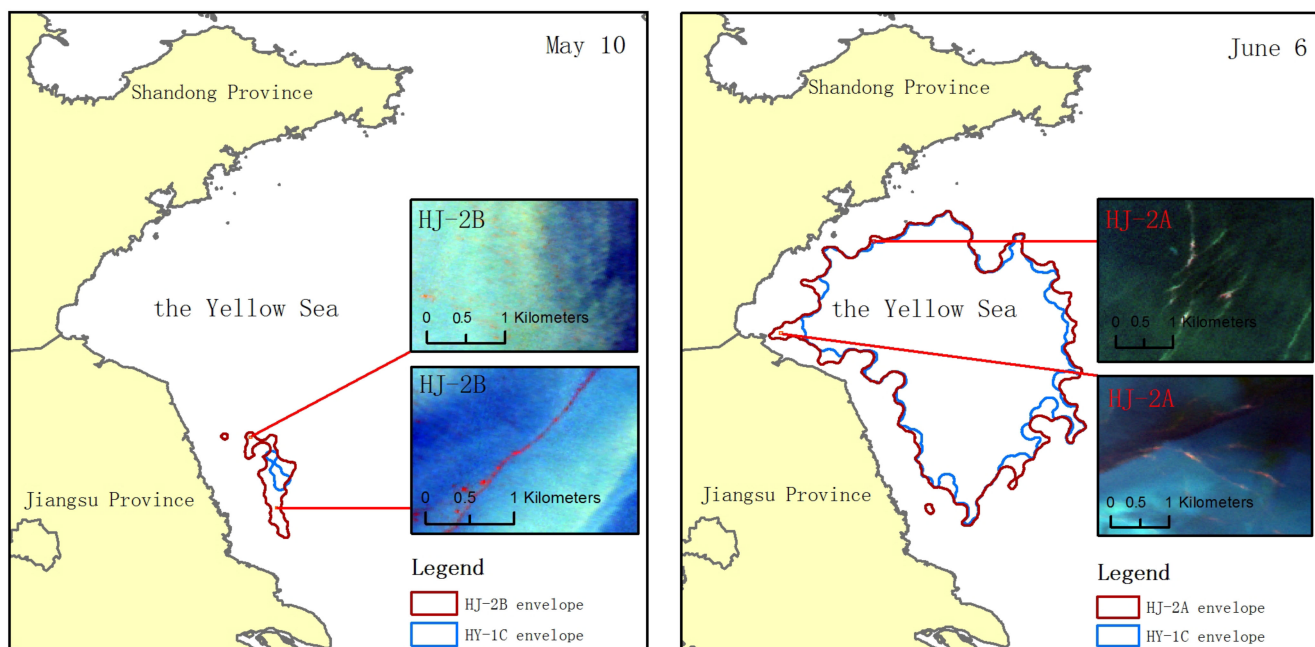 May 10
Shandong Province
HJ-2B
0 0.5 1 Kilometers
the Yellow Sea
HJ-2B
0 0.5 1 Kilometers
Jiangsu Province
Legend
HJ-2B envelope
HY-1C envelope
June 6
Shandong Province
HJ-2A
0 0.5 1 Kilometers
the Yellow Sea
HJ-2A
0 0.5 1 Kilometers
Jiangsu Province
Legend
HJ-2A envelope
HY-1C envelope